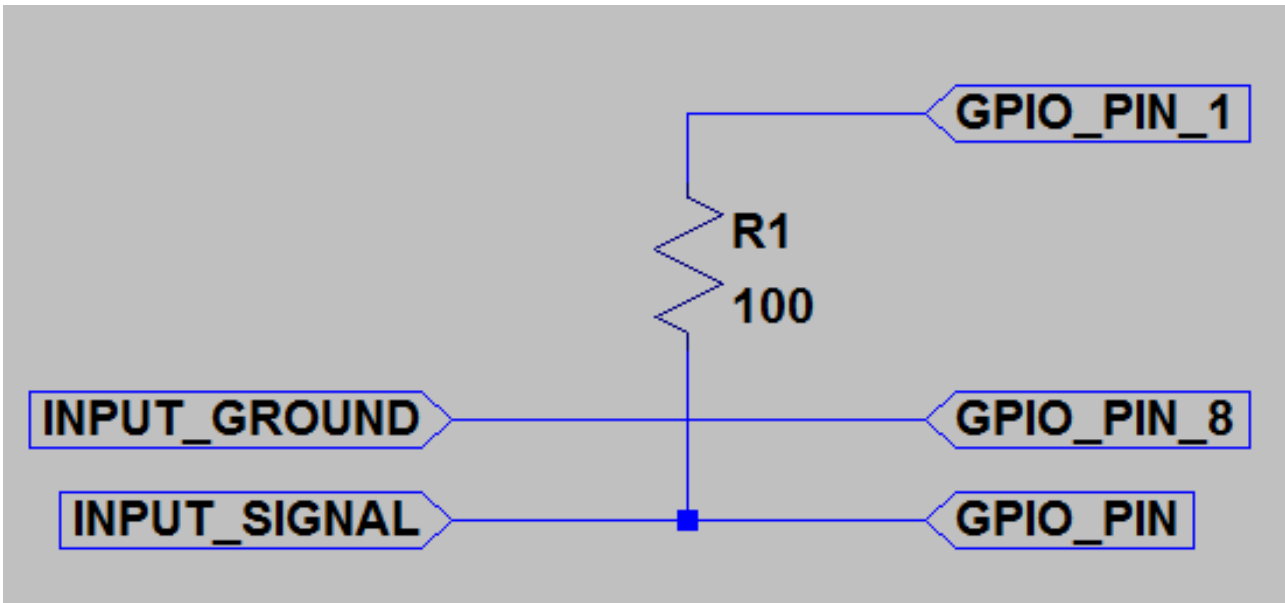 GPIO_PIN_1
R1
100
INPUT_GROUND GPIO_PIN_8
INPUT_SIGNAL GPIO_PIN